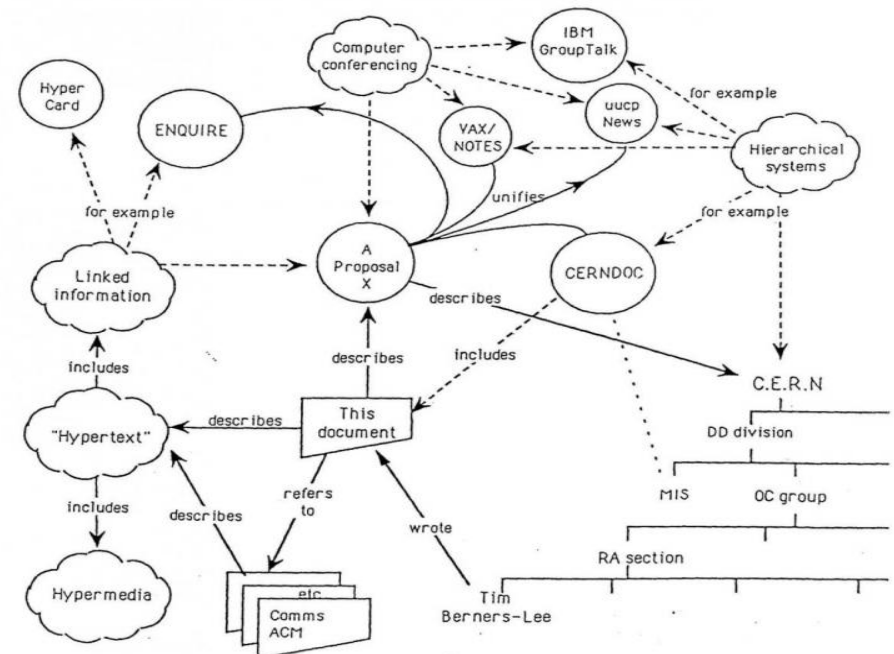 Computer
conferencing
IBM
GroupTalk
Hyper
Card
ENQUIRE
VAX/
NOTES
uucp
News
for example
Hierarchical
systems
unifies
for example
for example
A
Proposal
X
CERNDOC
Linked
information
describes
includes
describes
includes
C.E.R.N
This
document
describes
DD division
"Hypertext"
refers
to
MIS
OC group
includes
describes
wrote
RA section
Hypermedia
etc
Comms
ACM
Tim
Berners-Lee